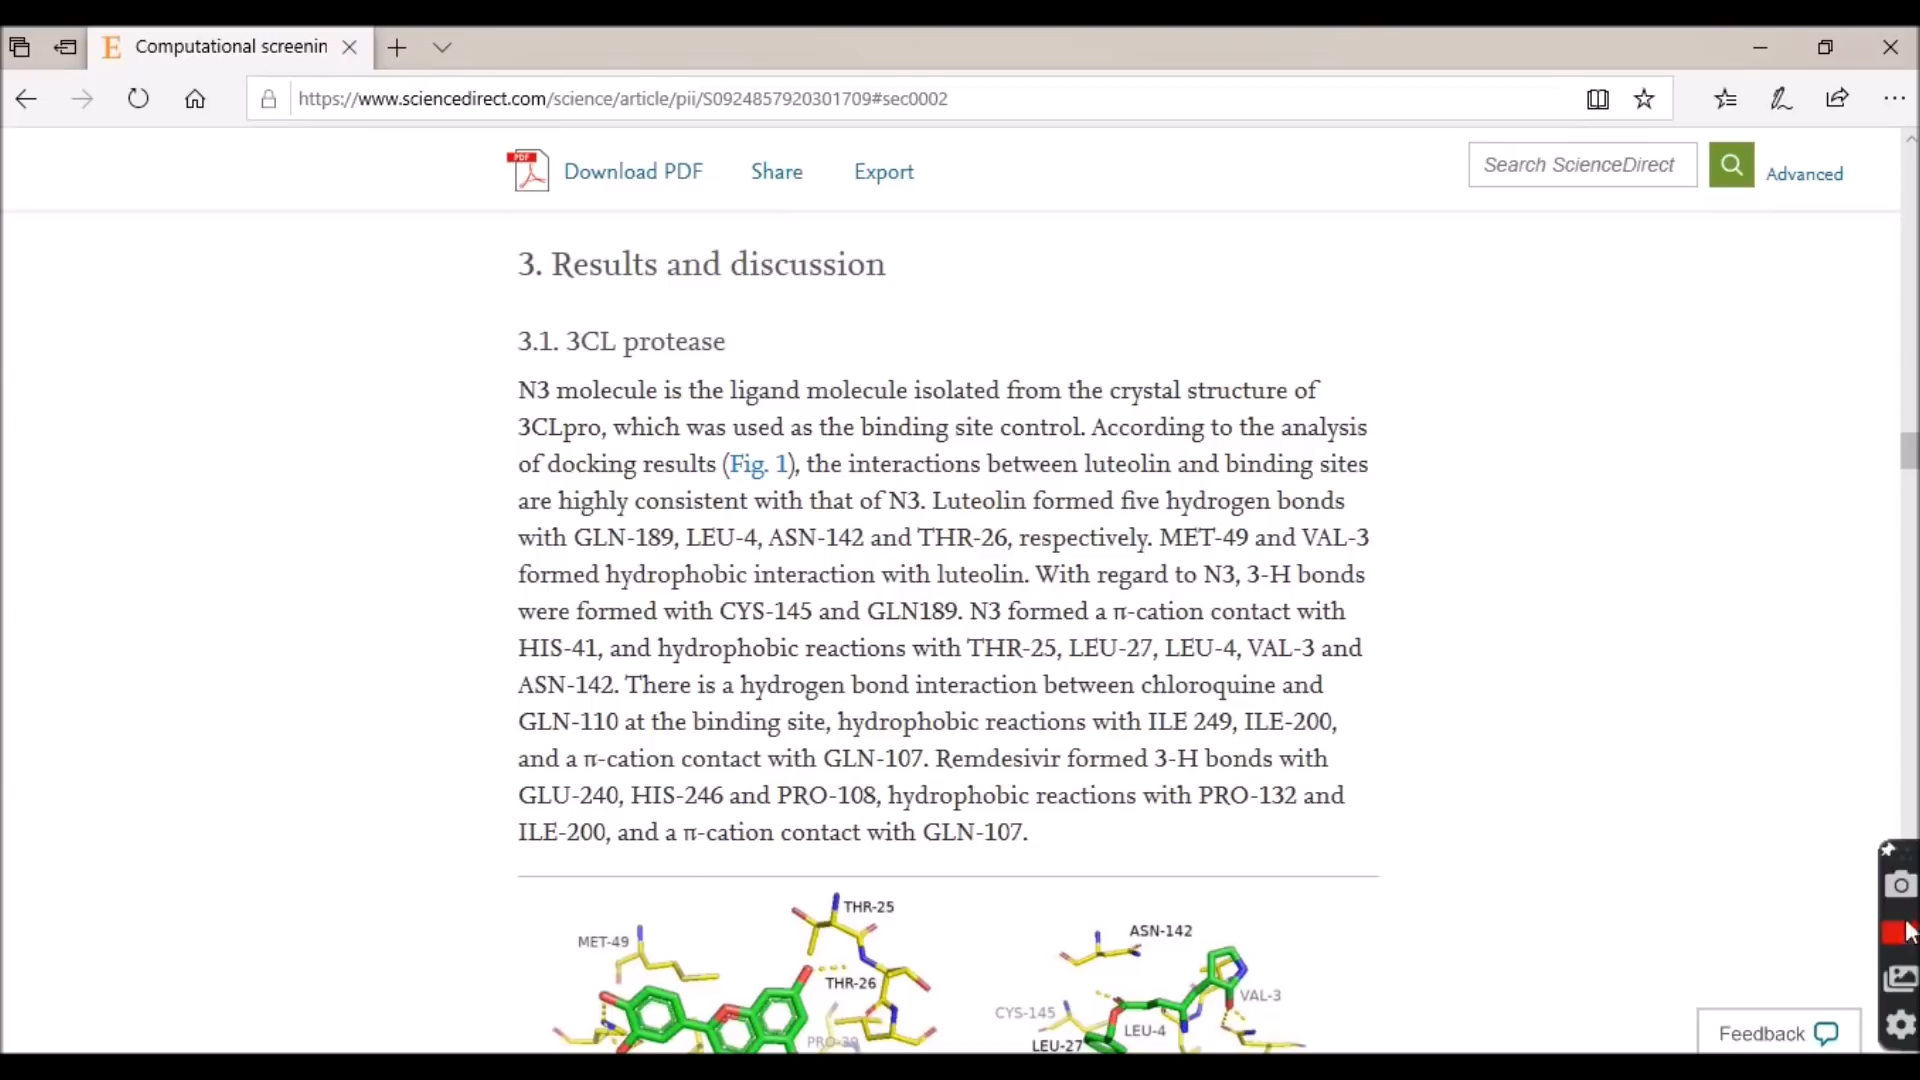 Computational screenin
https://www.sciencedirect.com/science/article/pii/S0924857920301709#sec0002
PDF
Download PDF
Share
Export
Search ScienceDirect
Advanced
3. Results and discussion
3.1. 3CL protease
N3 molecule is the ligand molecule isolated from the crystal structure of
3CLpro, which was used as the binding site control. According to the analysis
of docking results (Fig. 1), the interactions between luteolin and binding sites
are highly consistent with that of N3. Luteolin formed five hydrogen bonds
with GLN-189, LEU-4, ASN-142 and THR-26, respectively. MET-49 and VAL-3
formed hydrophobic interaction with luteolin. With regard to N3, 3-H bonds
were formed with CYS-145 and GLN189. N3 formed a π-cation contact with
HIS-41, and hydrophobic reactions with THR-25, LEU-27, LEU-4, VAL-3 and
ASN-142. There is a hydrogen bond interaction between chloroquine and
GLN-110 at the binding site, hydrophobic reactions with ILE 249, ILE-200,
and a π-cation contact with GLN-107. Remdesivir formed 3-H bonds with
GLU-240, HIS-246 and PRO-108, hydrophobic reactions with PRO-132 and
ILE-200, and a π-cation contact with GLN-107.
THR-25
MET-49
THR-26
PRO-39
ASN-142
VAL-3
CYS-145
LEU-4
LEU-27
Feedback